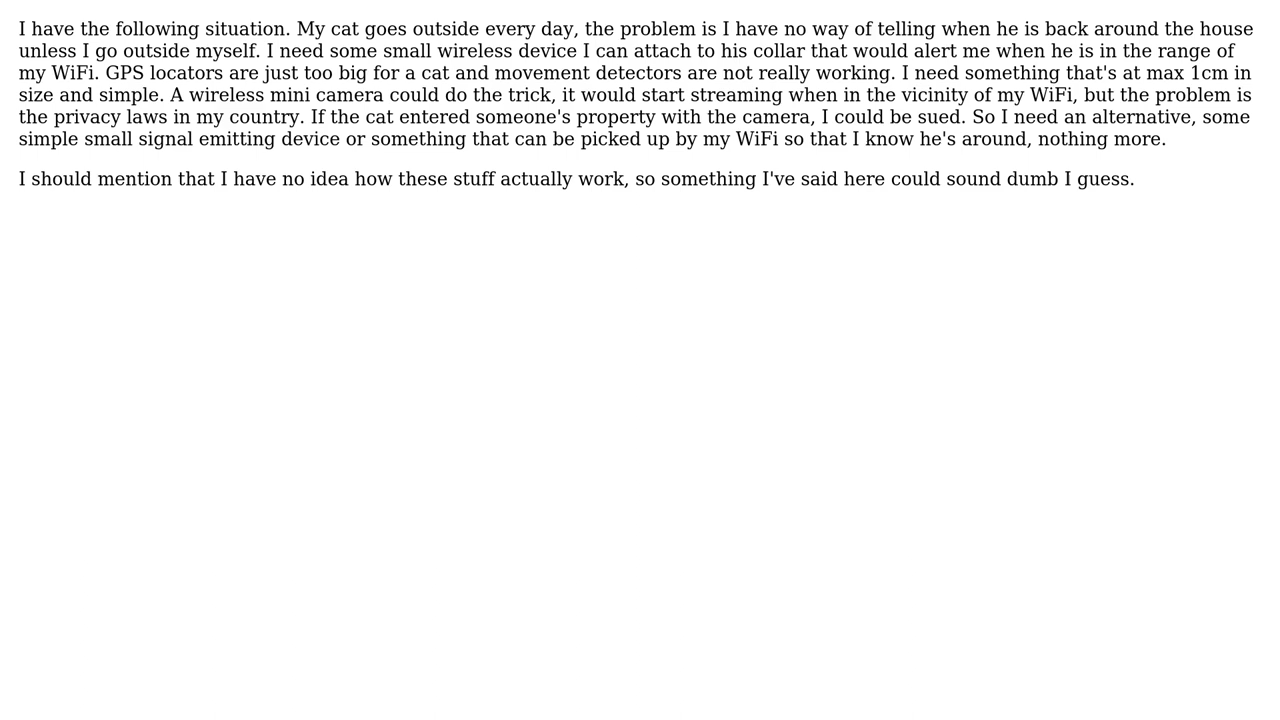 I have the following situation. My cat goes outside every day, the problem is I have no way of telling when he is back around the house
unless I go outside myself. I need some small wireless device I can attach to his collar that would alert me when he is in the range of
my WiFi. GPS locators are just too big for a cat and movement detectors are not really working. I need something that's at max 1cm in
size and simple. A wireless mini camera could do the trick, it would start streaming when in the vicinity of my WiFi, but the problem is
the privacy laws in my country. If the cat entered someone's property with the camera, I could be sued. So I need an alternative, some
simple small signal emitting device or something that can be picked up by my WiFi so that I know he's around, nothing more.
I should mention that I have no idea how these stuff actually work, so something I've said here could sound dumb I guess.